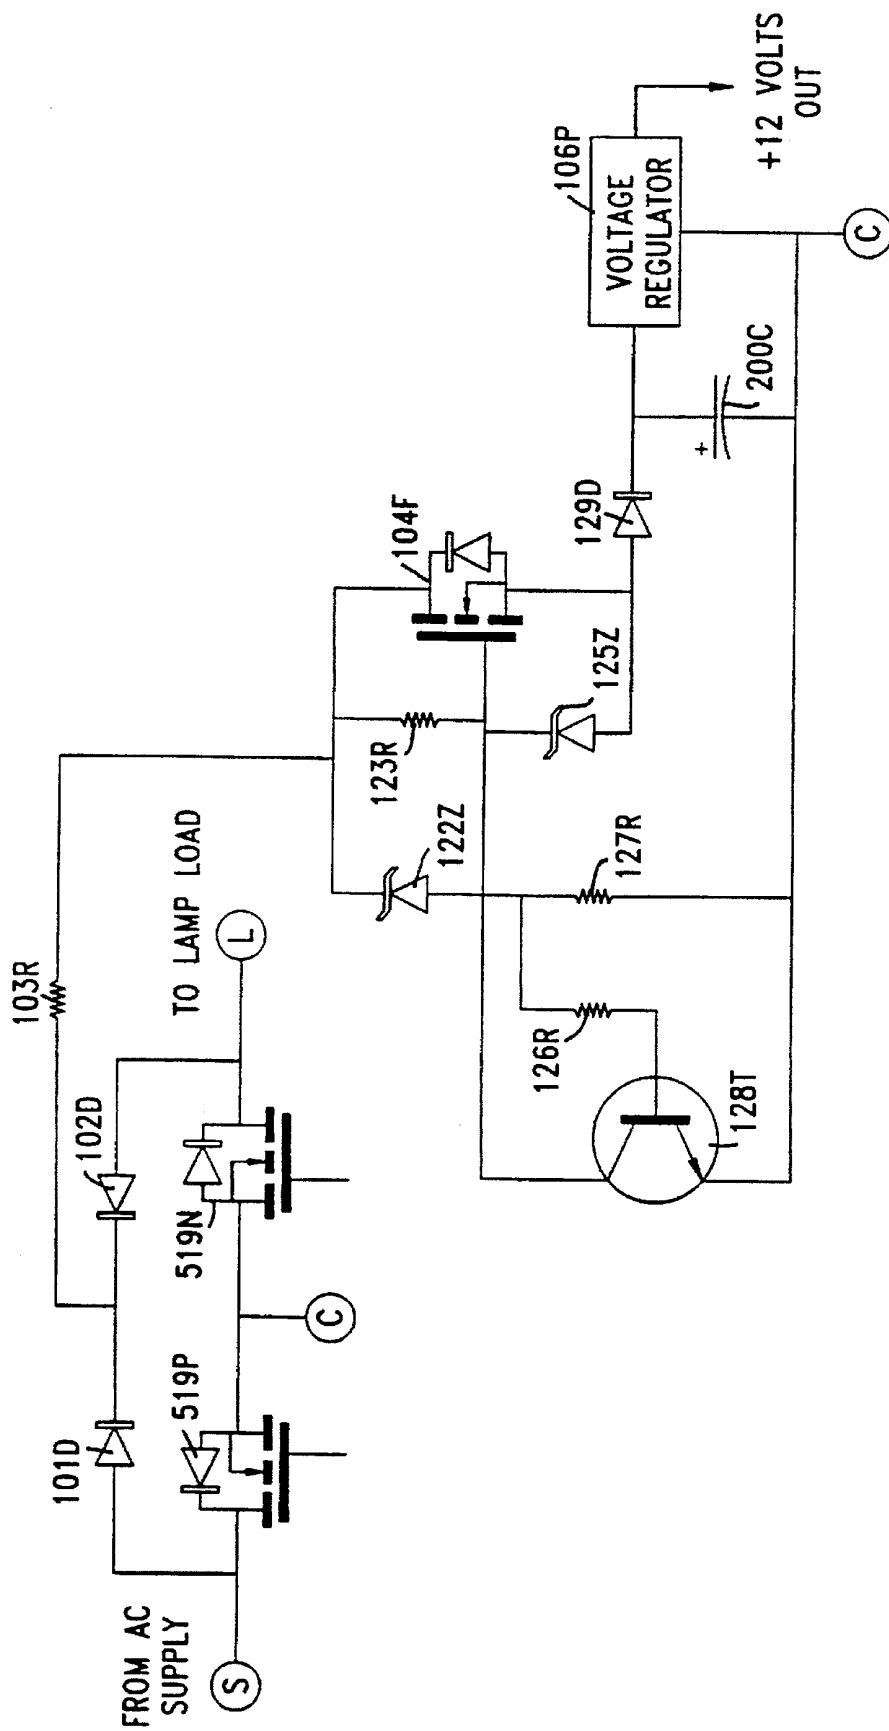 FROM AC
SUPPLY
S
101D
102D
519P
519N
C
103R
TO LAMP LOAD
L
122Z
123R
104F
125Z
126R
127R
128T
129D
+
200C
106P
VOLTAGE
REGULATOR
+12 VOLTS
OUT
C